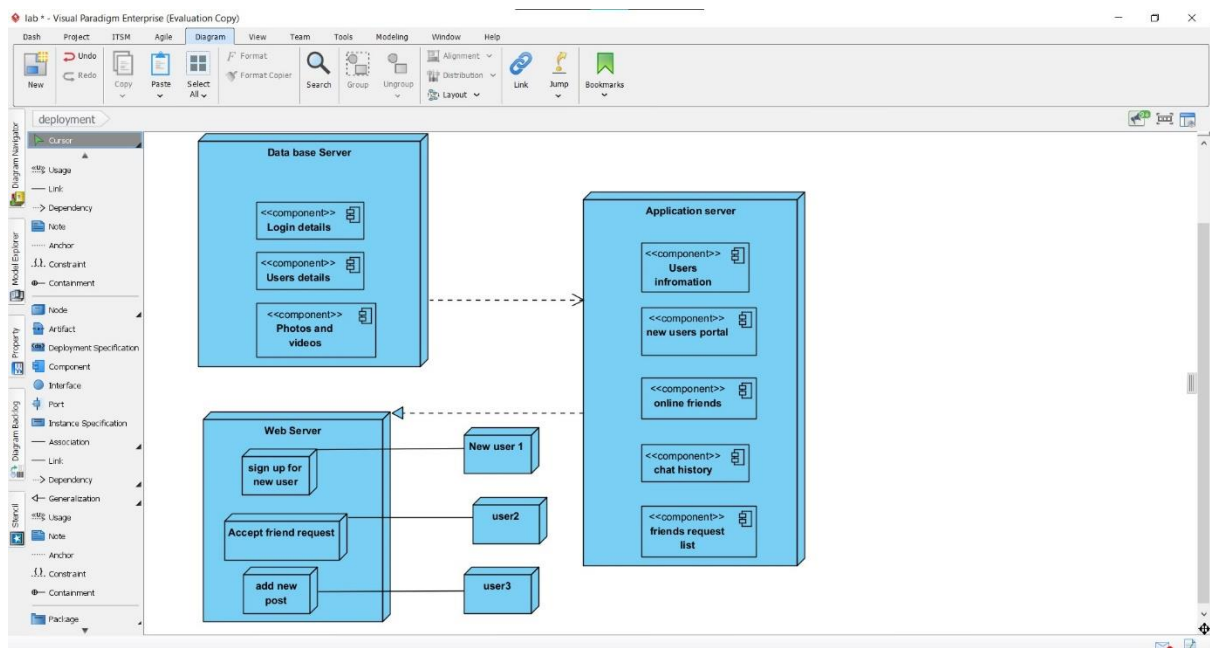 lab * - Visual Paradigm Enterprise (Evaluation Copy)
Dash Project ITSM Agile Diagram View Team Tools Modeling Window Help
New
Undo
Redo
Copy
Paste
Select All
Format
Format Copier
Search
Group
Ungroup
Alignment
Distribution
Layout
Link
Jump
Bookmarks
deployment
Diagram Navigator
Model Explorer
Property
Diagram Backlog
Stencil
Cursor
Usage
Link
Dependency
Note
Anchor
Constraint
Containment
Node
Artifact
Deployment Specification
Component
Interface
Port
Instance Specification
Association
Link
Dependency
Generalization
Usage
Note
Anchor
Constraint
Containment
Package
Data base Server
<<component>>
Login details
<<component>>
Users details
<<component>>
Photos and
videos
Application server
<<component>>
Users
infromation
<<component>>
new users portal
<<component>>
online friends
<<component>>
chat history
<<component>>
friends request
list
Web Server
sign up for
new user
Accept friend request
add new
post
New user 1
user2
user3